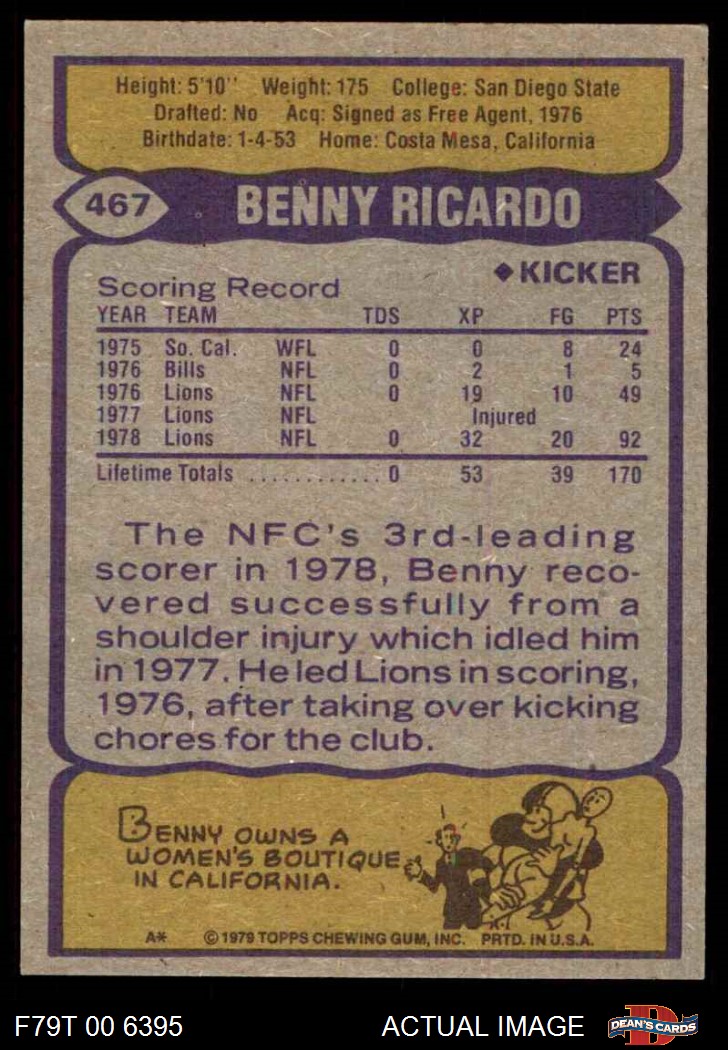 Height: 5'10" Weight: 175 College: San Diego State
Drafted: No Acq: Signed as Free Agent, 1976
Birthdate: 1-4-53 Home: Costa Mesa, California
467 BENNY RICARDO
◆KICKER
Scoring Record
YEAR TEAM TDS XP FG PTS
1975 So. Cal. WFL 0 0 8 24
1976 Bills NFL 0 2 1 5
1976 Lions NFL 0 19 10 49
1977 Lions NFL Injured
1978 Lions NFL 0 32 20 92
Lifetime Totals ............ 0 53 39 170
The NFC's 3rd-leading
scorer in 1978, Benny reco-
vered successfully from a
shoulder injury which idled him
in 1977. He led Lions in scoring,
1976, after taking over kicking
chores for the club.
BENNY OWNS A
WOMEN'S BOUTIQUE
IN CALIFORNIA.
A* © 1979 TOPPS CHEWING GUM, INC. PRTD. IN U.S.A.
F79T 00 6395 ACTUAL IMAGE D DEAN'S CARDS